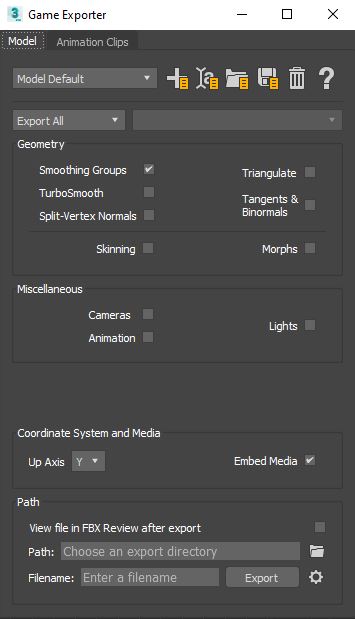 Game Exporter
Model Animation Clips
Model Default
Export All
Geometry
Smoothing Groups Triangulate
TurboSmooth Tangents &
Split-Vertex Normals Binormals
Skinning Morphs
Miscellaneous
Cameras Lights
Animation
Coordinate System and Media
Up Axis Y Embed Media
Path
View file in FBX Review after export
Path: Choose an export directory
Filename: Enter a filename Export